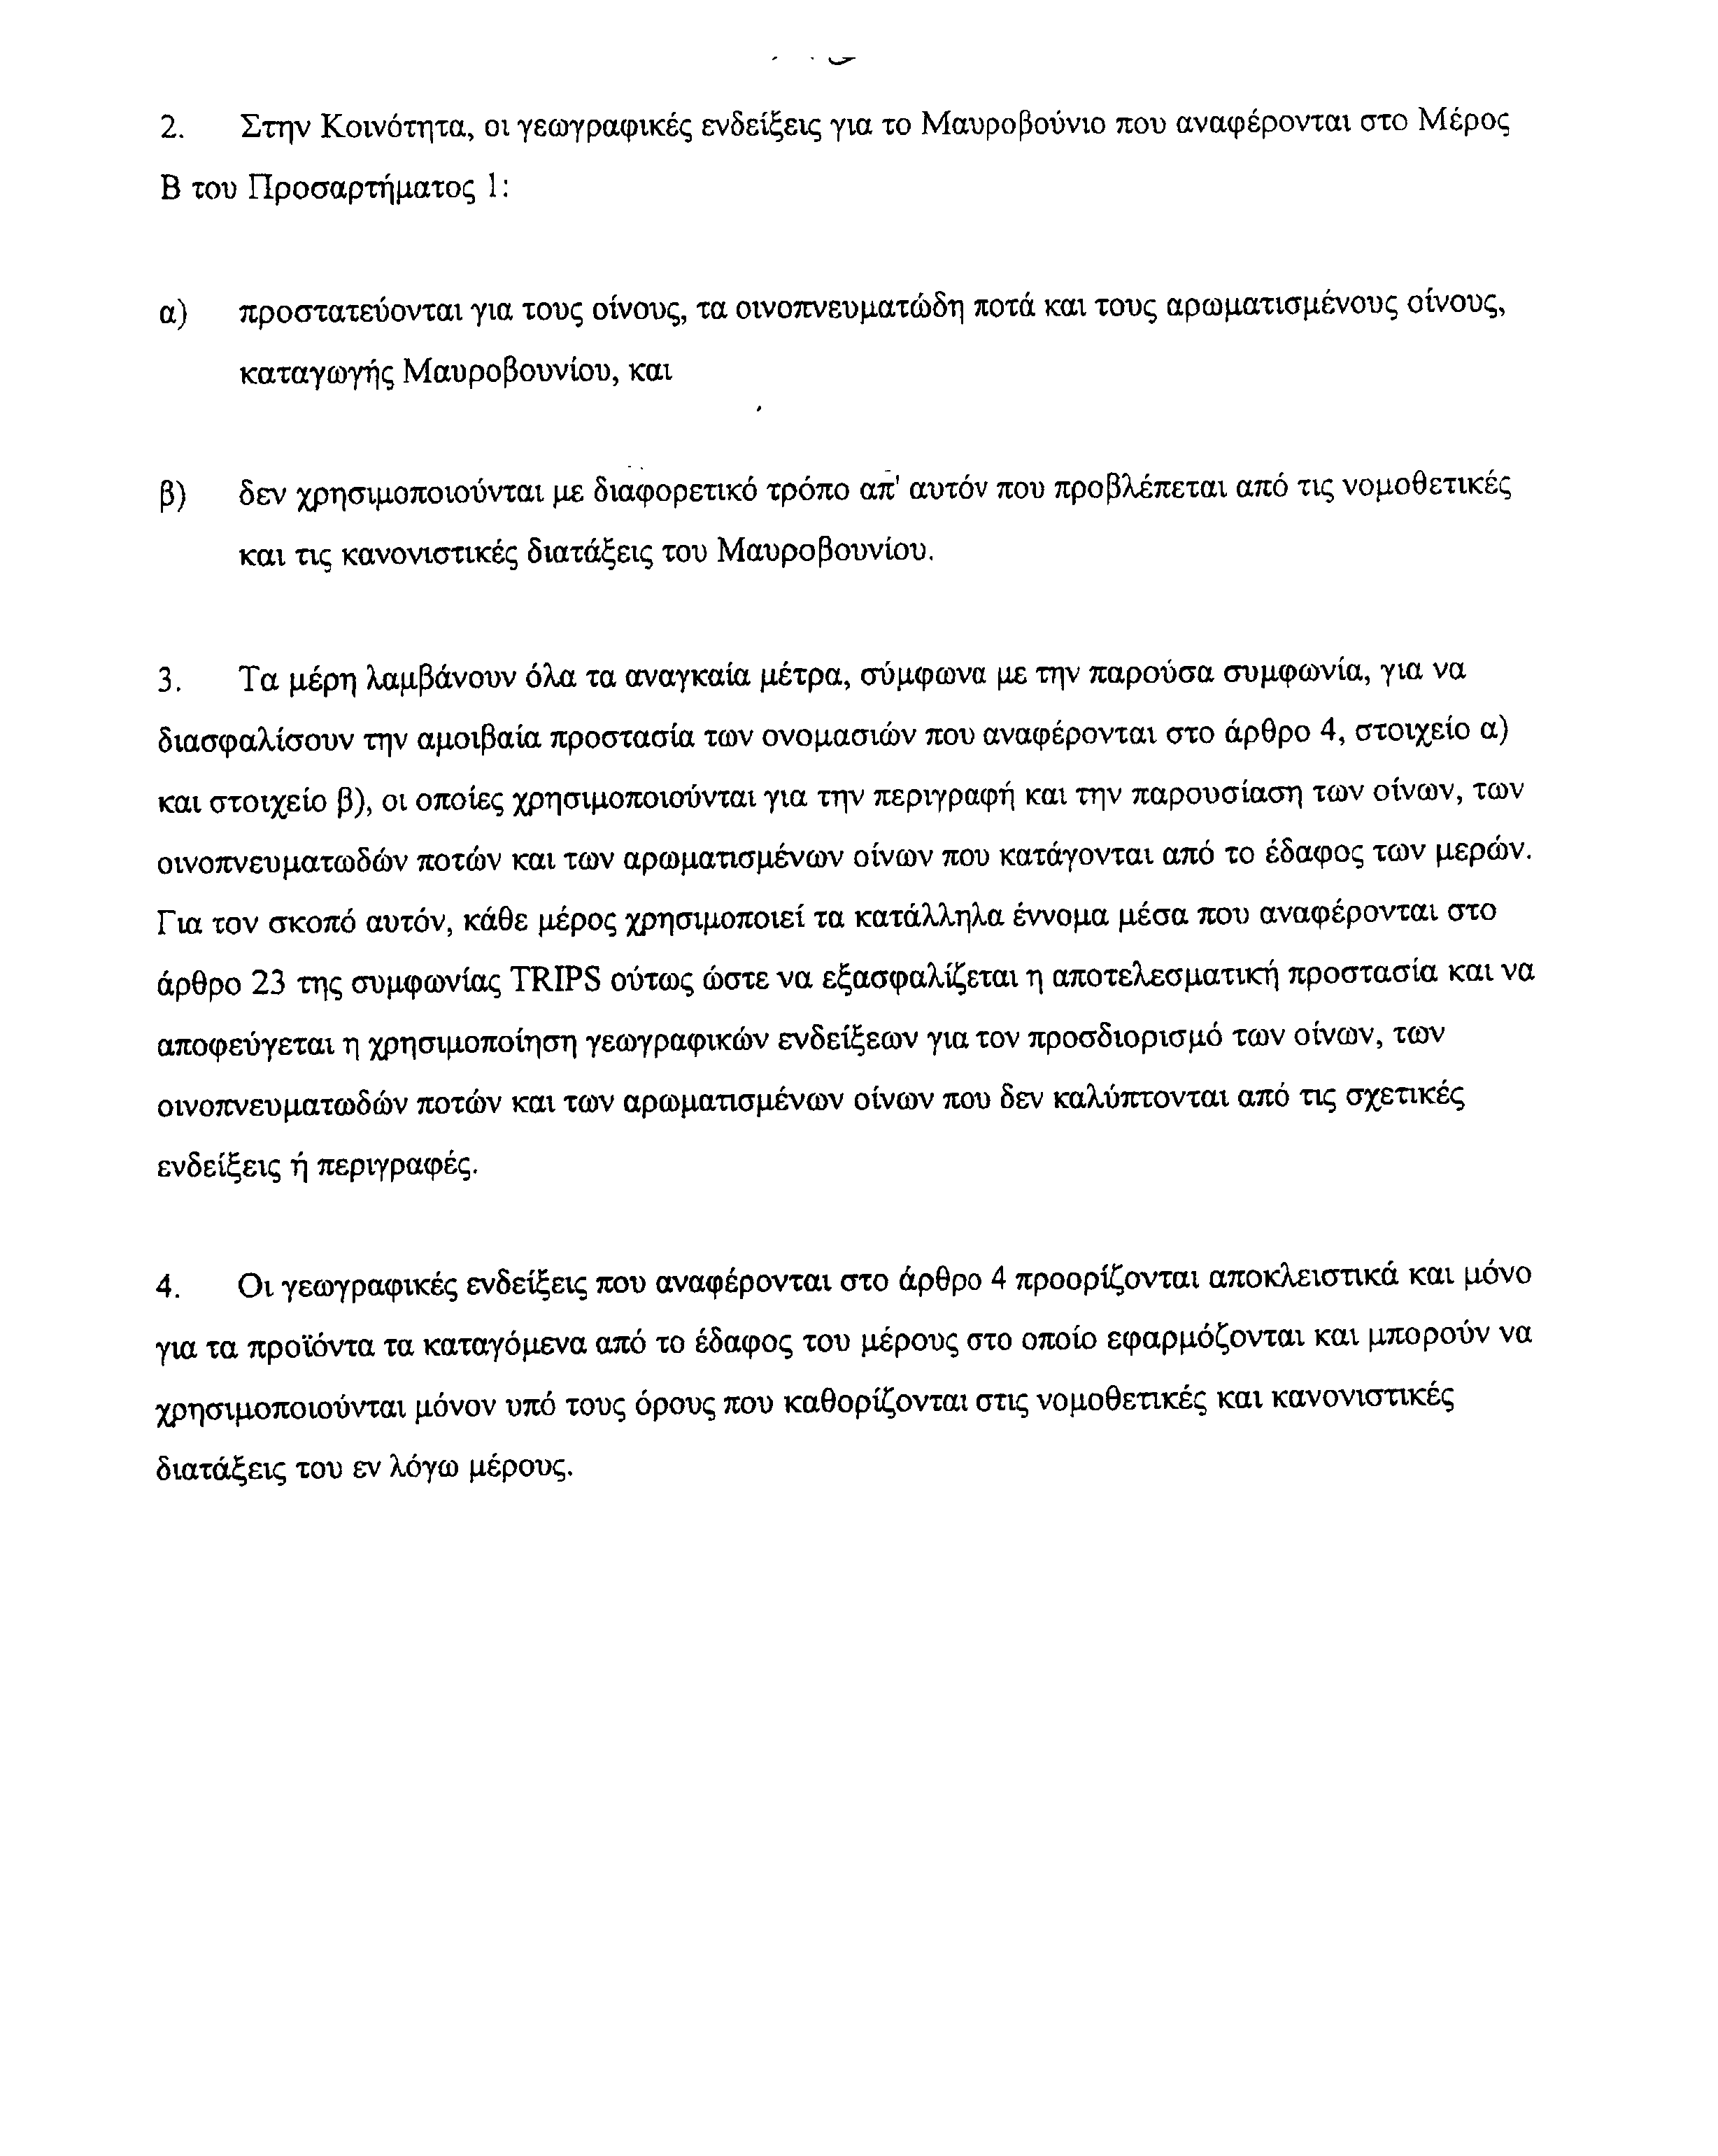 2. Στην Κοινότητα, οι γεωγραφικές ενδείξεις για το Μαυροβούνιο που αναφέρονται στο Μέρος
Β του Προσαρτήματος 1:
α) προστατεύονται για τους οίνους, τα οινοπνευματώδη ποτά και τους αρωματισμένους οίνους,
καταγωγής Μαυροβουνίου, και
β) δεν χρησιμοποιούνται με διαφορετικό τρόπο απ' αυτόν που προβλέπεται από τις νομοθετικές
και τις κανονιστικές διατάξεις του Μαυροβουνίου.
3. Τα μέρη λαμβάνουν όλα τα αναγκαία μέτρα, σύμφωνα με την παρούσα συμφωνία, για να
διασφαλίσουν την αμοιβαία προστασία των ονομασιών που αναφέρονται στο άρθρο 4, στοιχείο α)
και στοιχείο β), οι οποίες χρησιμοποιούνται για την περιγραφή και την παρουσίαση των οίνων, των
οινοπνευματωδών ποτών και των αρωματισμένων οίνων που κατάγονται από το έδαφος των μερών.
Για τον σκοπό αυτόν, κάθε μέρος χρησιμοποιεί τα κατάλληλα έννομα μέσα που αναφέρονται στο
άρθρο 23 της συμφωνίας TRIPS ούτως ώστε να εξασφαλίζεται η αποτελεσματική προστασία και να
αποφεύγεται η χρησιμοποίηση γεωγραφικών ενδείξεων για τον προσδιορισμό των οίνων, των
οινοπνευματωδών ποτών και των αρωματισμένων οίνων που δεν καλύπτονται από τις σχετικές
ενδείξεις ή περιγραφές.
4. Οι γεωγραφικές ενδείξεις που αναφέρονται στο άρθρο 4 προορίζονται αποκλειστικά και μόνο
για τα προϊόντα τα καταγόμενα από το έδαφος του μέρους στο οποίο εφαρμόζονται και μπορούν να
χρησιμοποιούνται μόνον υπό τους όρους που καθορίζονται στις νομοθετικές και κανονιστικές
διατάξεις του εν λόγω μέρους.